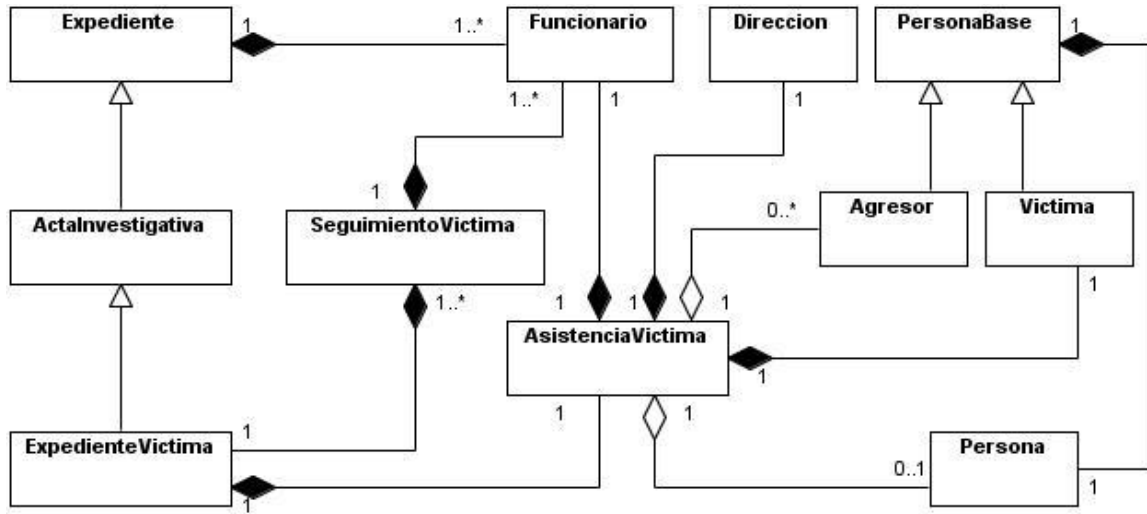 Expediente
1
1..*
Funcionario
Direccion
PersonaBase
1
1..*
1
1
1
ActaInvestigativa
SeguimientoVictima
0..*
Agresor
Victima
1..*
1
1
1
1
AsistenciaVictima
1
1
1
1
ExpedienteVictima
0..1
Persona
1
1